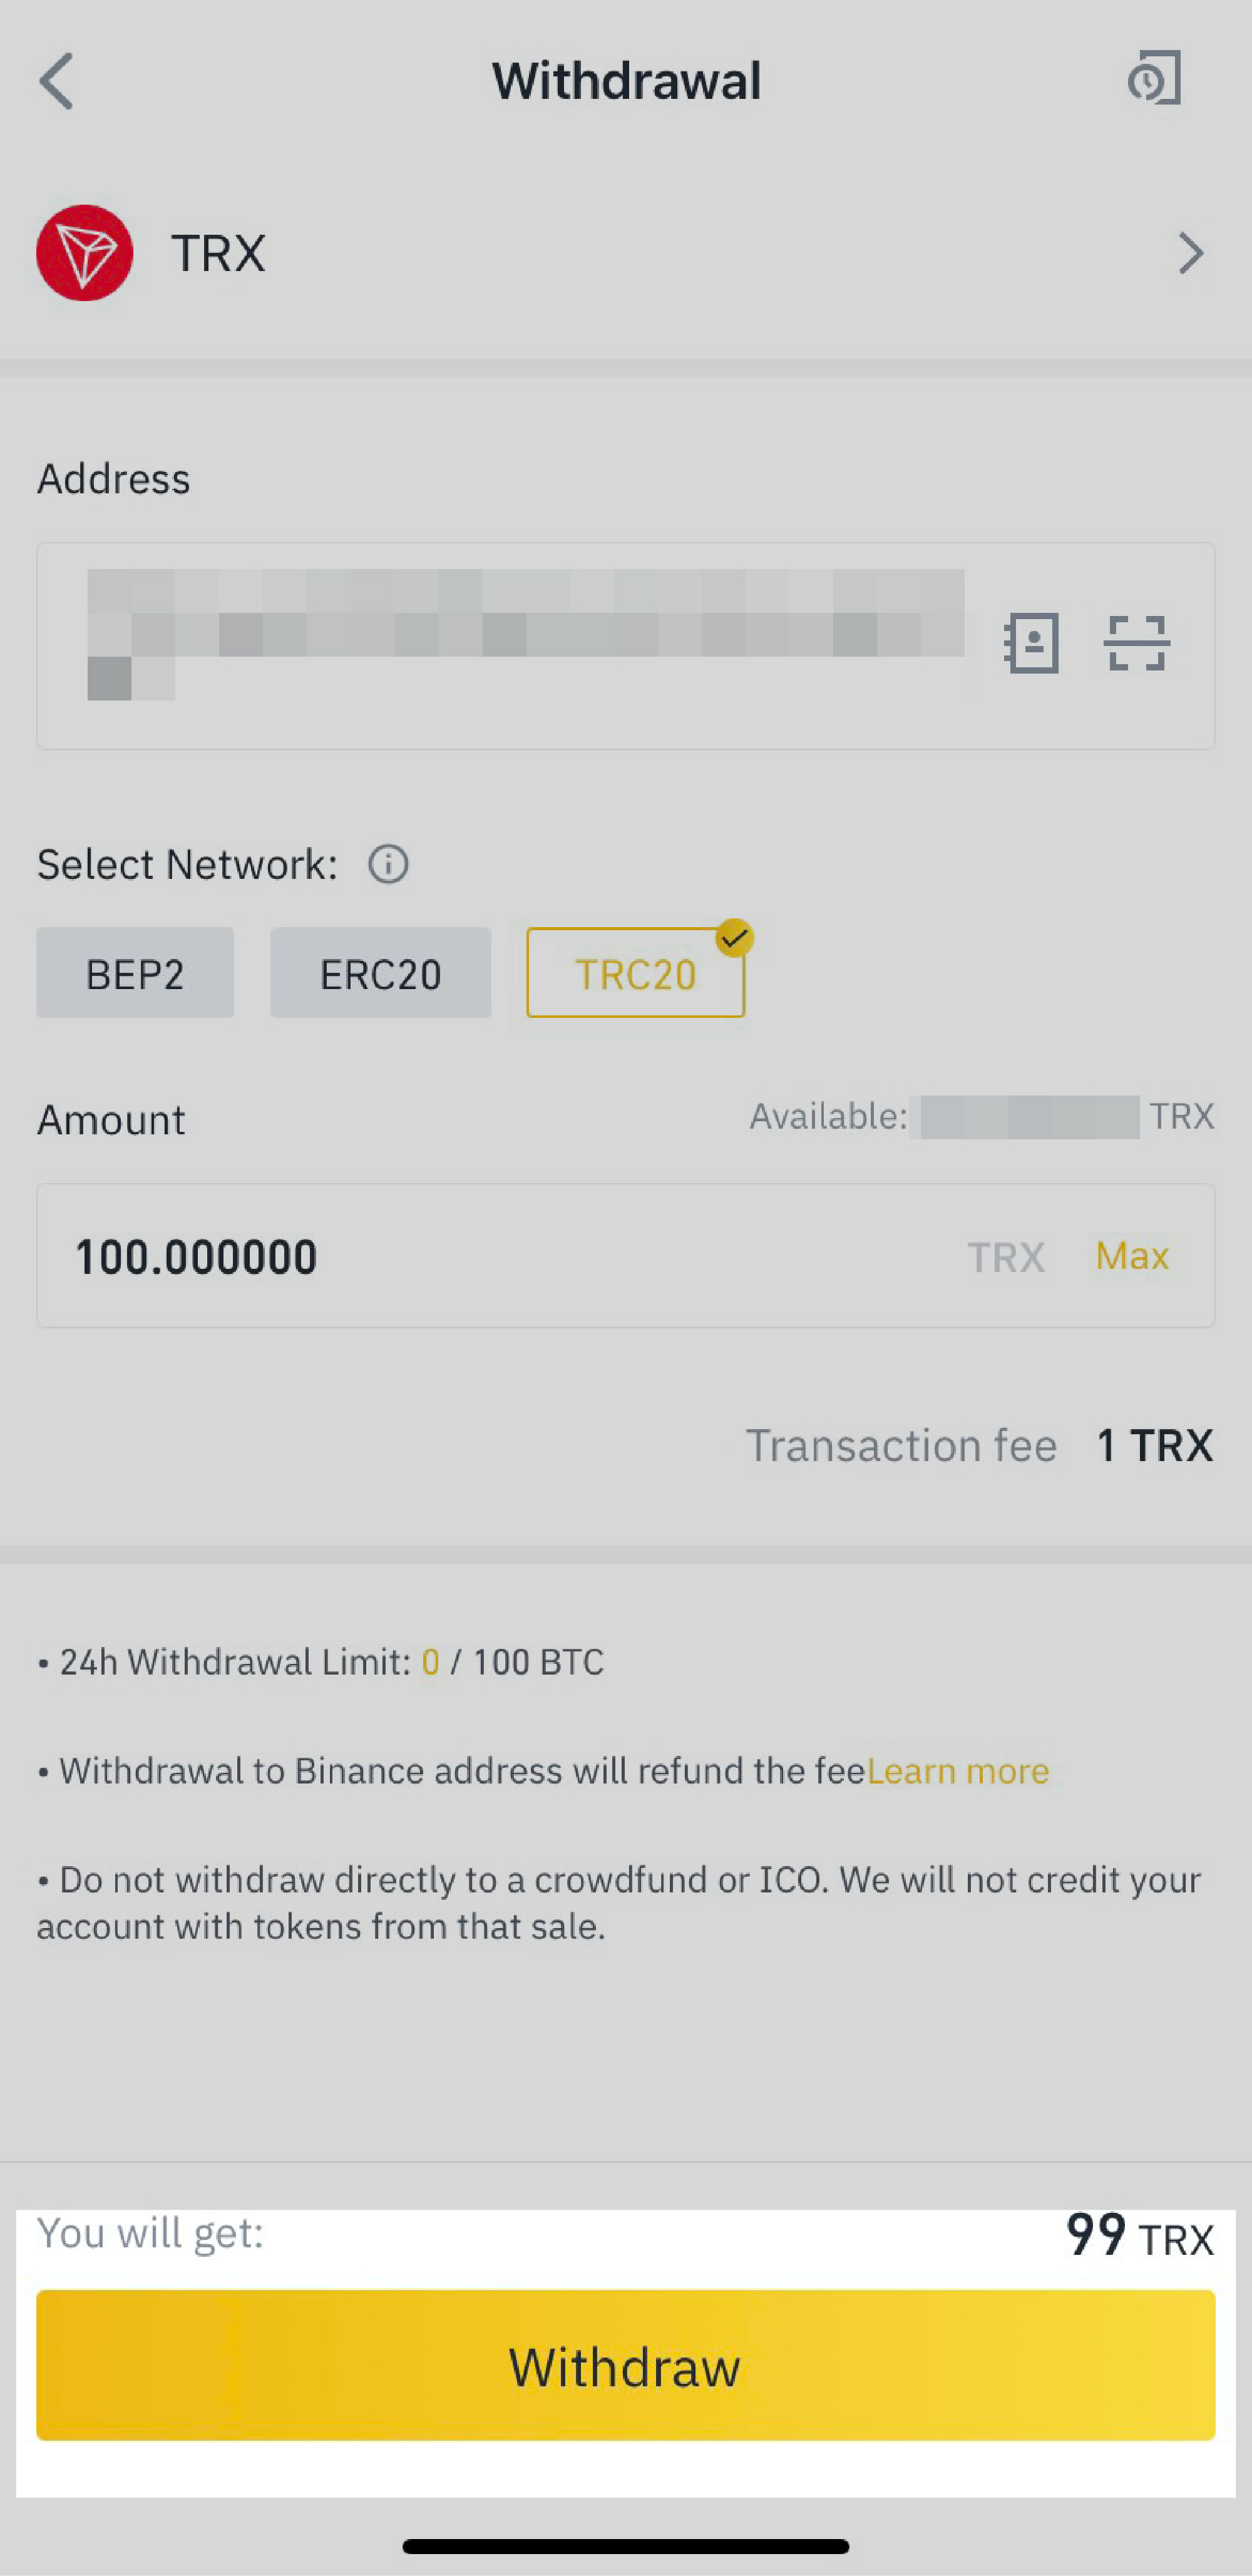 Withdrawal
TRX
Address
Select Network:
BEP2 ERC20 TRC20
Amount Available: TRX
100.000000 TRX Max
Transaction fee 1 TRX
• 24h Withdrawal Limit: 0 / 100 BTC
• Withdrawal to Binance address will refund the feeLearn more
• Do not withdraw directly to a crowdfund or ICO. We will not credit your
account with tokens from that sale.
You will get: 99 TRX
Withdraw